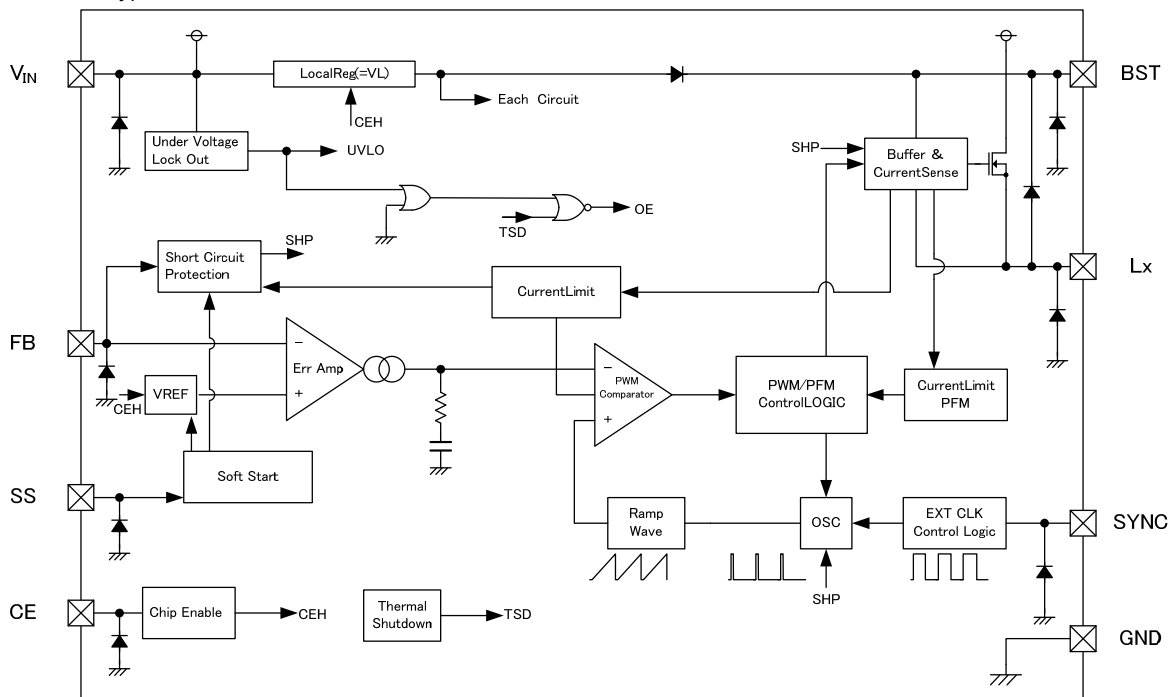 V_IN
LocalReg(=VL)
BST
Each Circuit
CEH
Under Voltage
Lock Out
UVLO
SHP
Buffer &
CurrentSense
OE
TSD
SHP
Short Circuit
Protection
Lx
CurrentLimit
FB
Err Amp
PWM
Comparator
PWM/PFM
ControlLOGIC
CurrentLimit
PFM
VREF
CEH
Soft Start
SS
Ramp
Wave
OSC
EXT CLK
Control Logic
SYNC
SHP
CE
Chip Enable
CEH
Thermal
Shutdown
TSD
GND